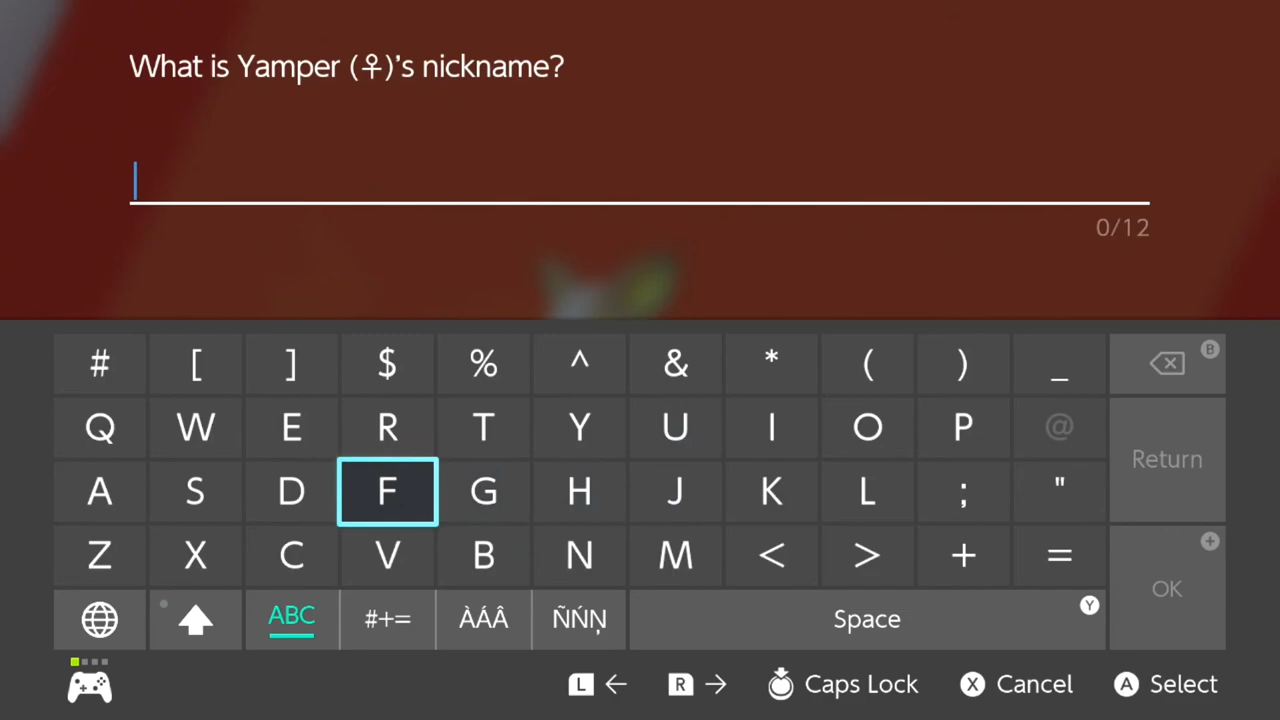 What is Yamper (♀)'s nickname?
0/12
# [ ] $ % ^ & * ( ) _ B
Q W E R T Y U I O P @ Return
A S D F G H J K L ; "
Z X C V B N M < > + = OK +
ABC #+= ÀÁÂ ÑŃŅ Space Y
L ← R → Caps Lock X Cancel A Select